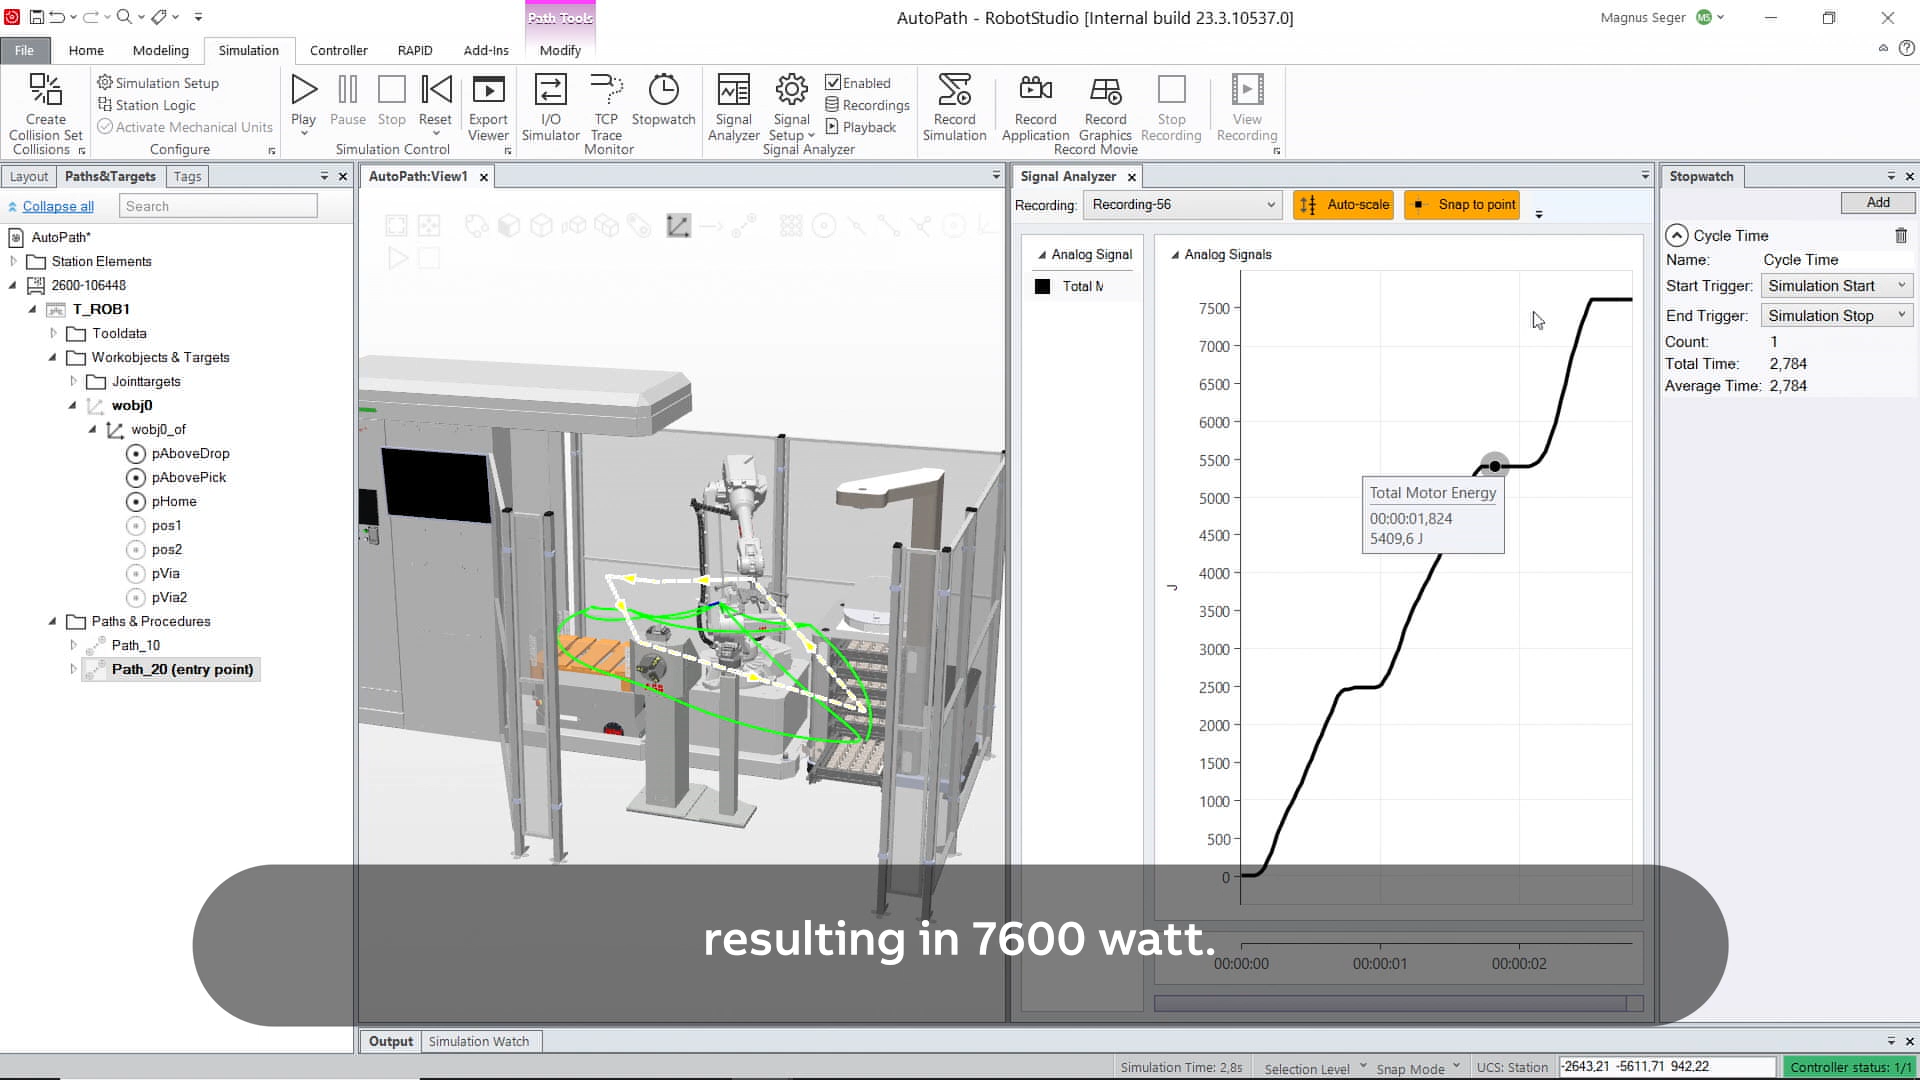 Path Tools
AutoPath - RobotStudio [Internal build 23.3.10537.0]
Magnus Seger
MS
File
Home
Modeling
Simulation
Controller
RAPID
Add-Ins
Modify
Create Collision Set
Collisions
Simulation Setup
Station Logic
Activate Mechanical Units
Configure
Play
Pause
Stop
Reset
Export Viewer
Simulation Control
I/O Simulator
TCP Trace
Stopwatch
Monitor
Signal Analyzer
Signal Setup
Enabled
Recordings
Playback
Signal Analyzer
Record Simulation
Record Application
Record Graphics
Stop Recording
Record Movie
View Recording
Layout
Paths&Targets
Tags
Collapse all
Search
AutoPath*
Station Elements
2600-106448
T_ROB1
Tooldata
Workobjects & Targets
Jointtargets
wobj0
wobj0_of
pAboveDrop
pAbovePick
pHome
pos1
pos2
pVia
pVia2
Paths & Procedures
Path_10
Path_20 (entry point)
AutoPath:View1
Signal Analyzer
Recording:
Recording-56
Auto-scale
Snap to point
Analog Signal
Total M
Analog Signals
7500
7000
6500
6000
5500
5000
4500
4000
3500
3000
2500
2000
1500
1000
500
0
J
Total Motor Energy
00:00:01,824
5409,6 J
00:00:00
00:00:01
00:00:02
Stopwatch
Add
Cycle Time
Name: Cycle Time
Start Trigger: Simulation Start
End Trigger: Simulation Stop
Count: 1
Total Time: 2,784
Average Time: 2,784
resulting in 7600 watt.
Output
Simulation Watch
Simulation Time: 2,8s
Selection Level
Snap Mode
UCS: Station
-2643,21 -5611,71 942,22
Controller status: 1/1